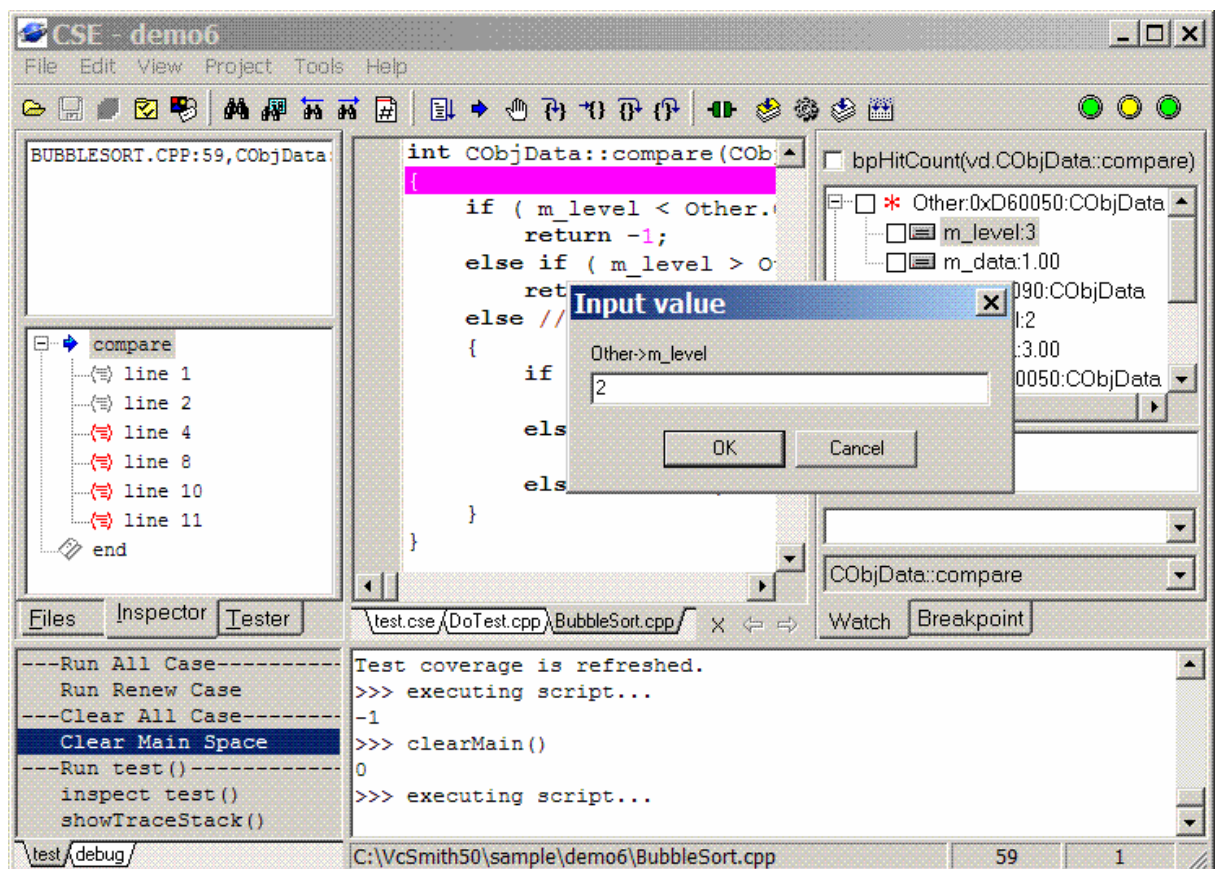 CSE - demo6
File Edit View Project Tools Help
BUBBLESORT.CPP:59,CObjData:
compare
line 1
line 2
line 4
line 8
line 10
line 11
end
Files Inspector Tester
int CObjData::compare(COb
{
if ( m_level < Other.
return -1;
else if ( m_level > O
ret
else //
{
if
els
els
}
}
test.cse DoTest.cpp BubbleSort.cpp
bpHitCount(vd.CObjData::compare)
Other:0xD60050:CObjData
m_level:3
m_data:1.00
090:CObjData
l:2
:3.00
0050:CObjData
CObjData::compare
Watch Breakpoint
Input value
Other->m_level
2
OK Cancel
---Run All Case----------
Run Renew Case
---Clear All Case--------
Clear Main Space
---Run test()------------
inspect test()
showTraceStack()
test debug
Test coverage is refreshed.
>>> executing script...
-1
>>> clearMain()
0
>>> executing script...
C:\VcSmith50\sample\demo6\BubbleSort.cpp 59 1